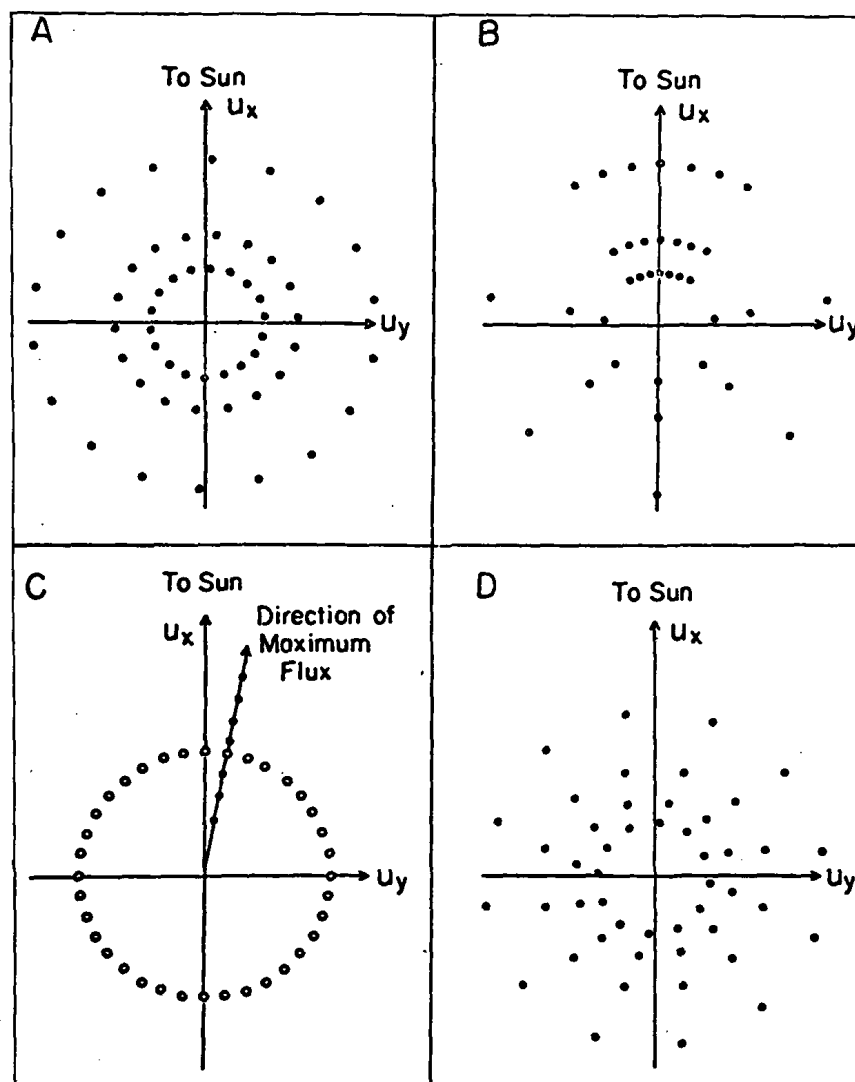 A
To Sun
ux
uy
B
To Sun
ux
uy
C
To Sun
ux
Direction of
Maximum
Flux
uy
D
To Sun
ux
uy